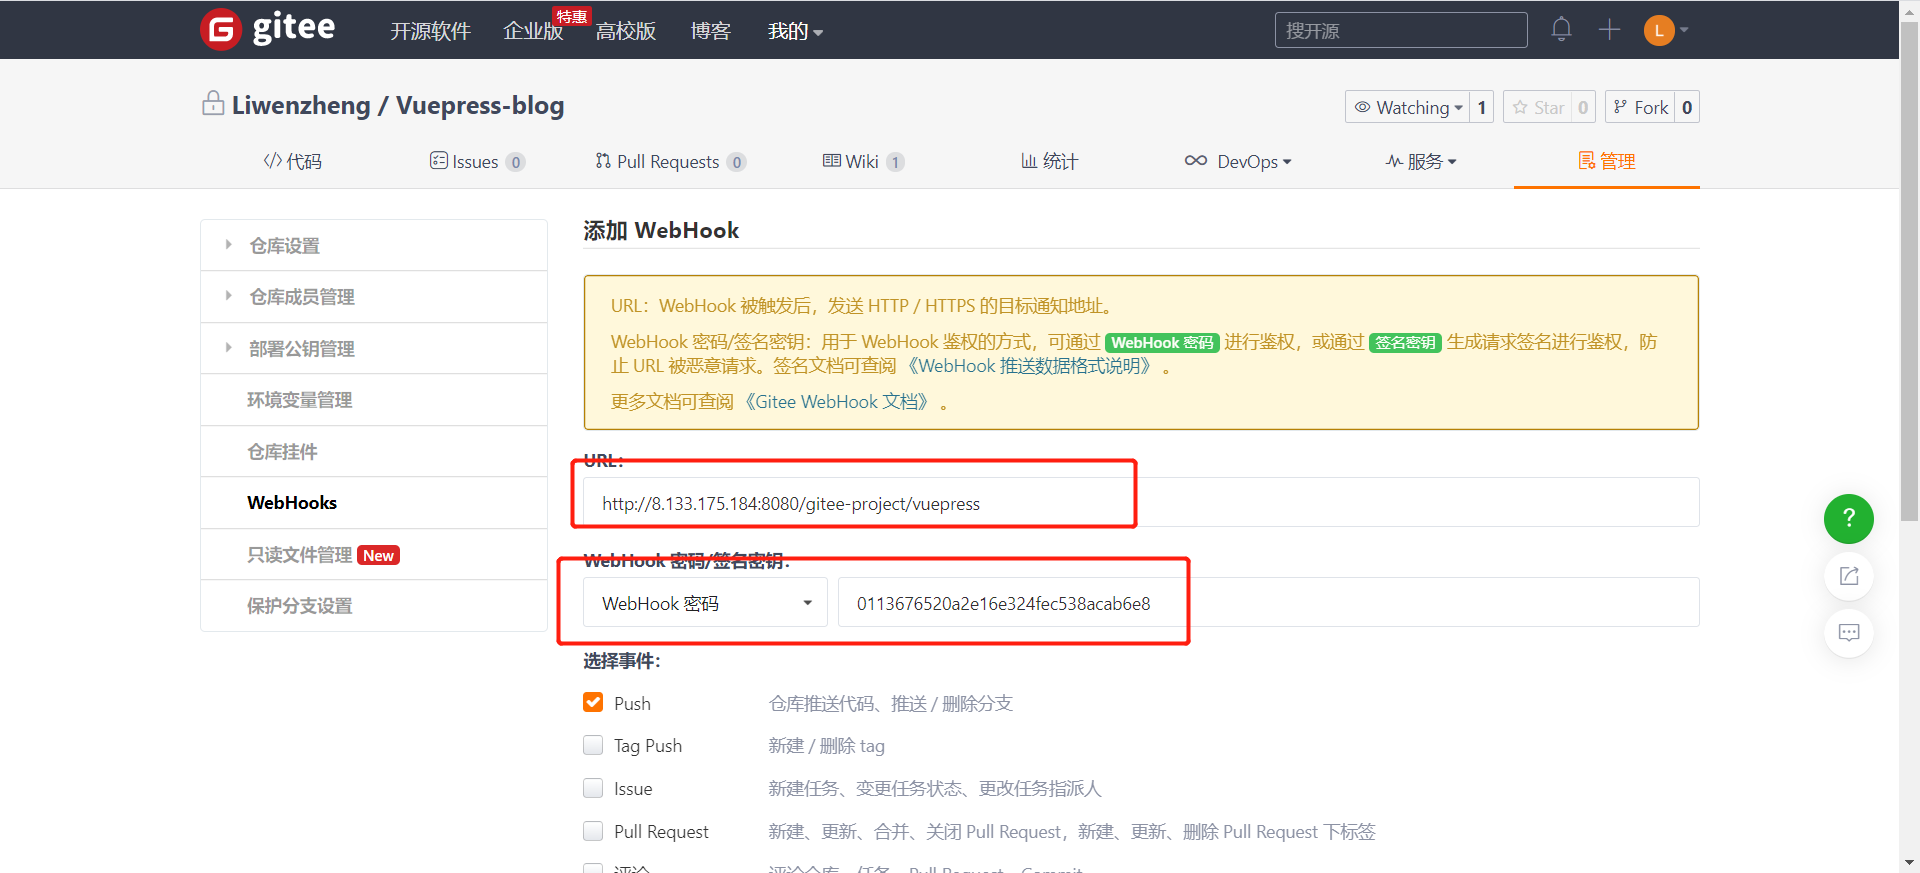 gitee 开源软件 企业版 特惠 高校版 博客 我的 搜开源 L
Liwenzheng / Vuepress-blog Watching 1 Star 0 Fork 0
代码 Issues 0 Pull Requests 0 Wiki 1 统计 DevOps 服务 管理
仓库设置
仓库成员管理
部署公钥管理
环境变量管理
仓库挂件
WebHooks
只读文件管理 New
保护分支设置
添加 WebHook
URL：WebHook 被触发后，发送 HTTP / HTTPS 的目标通知地址。
WebHook 密码/签名密钥：用于 WebHook 鉴权的方式，可通过 WebHook 密码 进行鉴权，或通过 签名密钥 生成请求签名进行鉴权，防
止 URL 被恶意请求。签名文档可查阅 《WebHook 推送数据格式说明》 。
更多文档可查阅 《Gitee WebHook 文档》 。
URL：
http://8.133.175.184:8080/gitee-project/vuepress
WebHook 密码/签名密钥：
WebHook 密码 0113676520a2e16e324fec538acab6e8
选择事件：
Push 仓库推送代码、推送 / 删除分支
Tag Push 新建 / 删除 tag
Issue 新建任务、变更任务状态、更改任务指派人
Pull Request 新建、更新、合并、关闭 Pull Request，新建、更新、删除 Pull Request 下标签
评论 评论仓库、任务、Pull Request、Commit
?